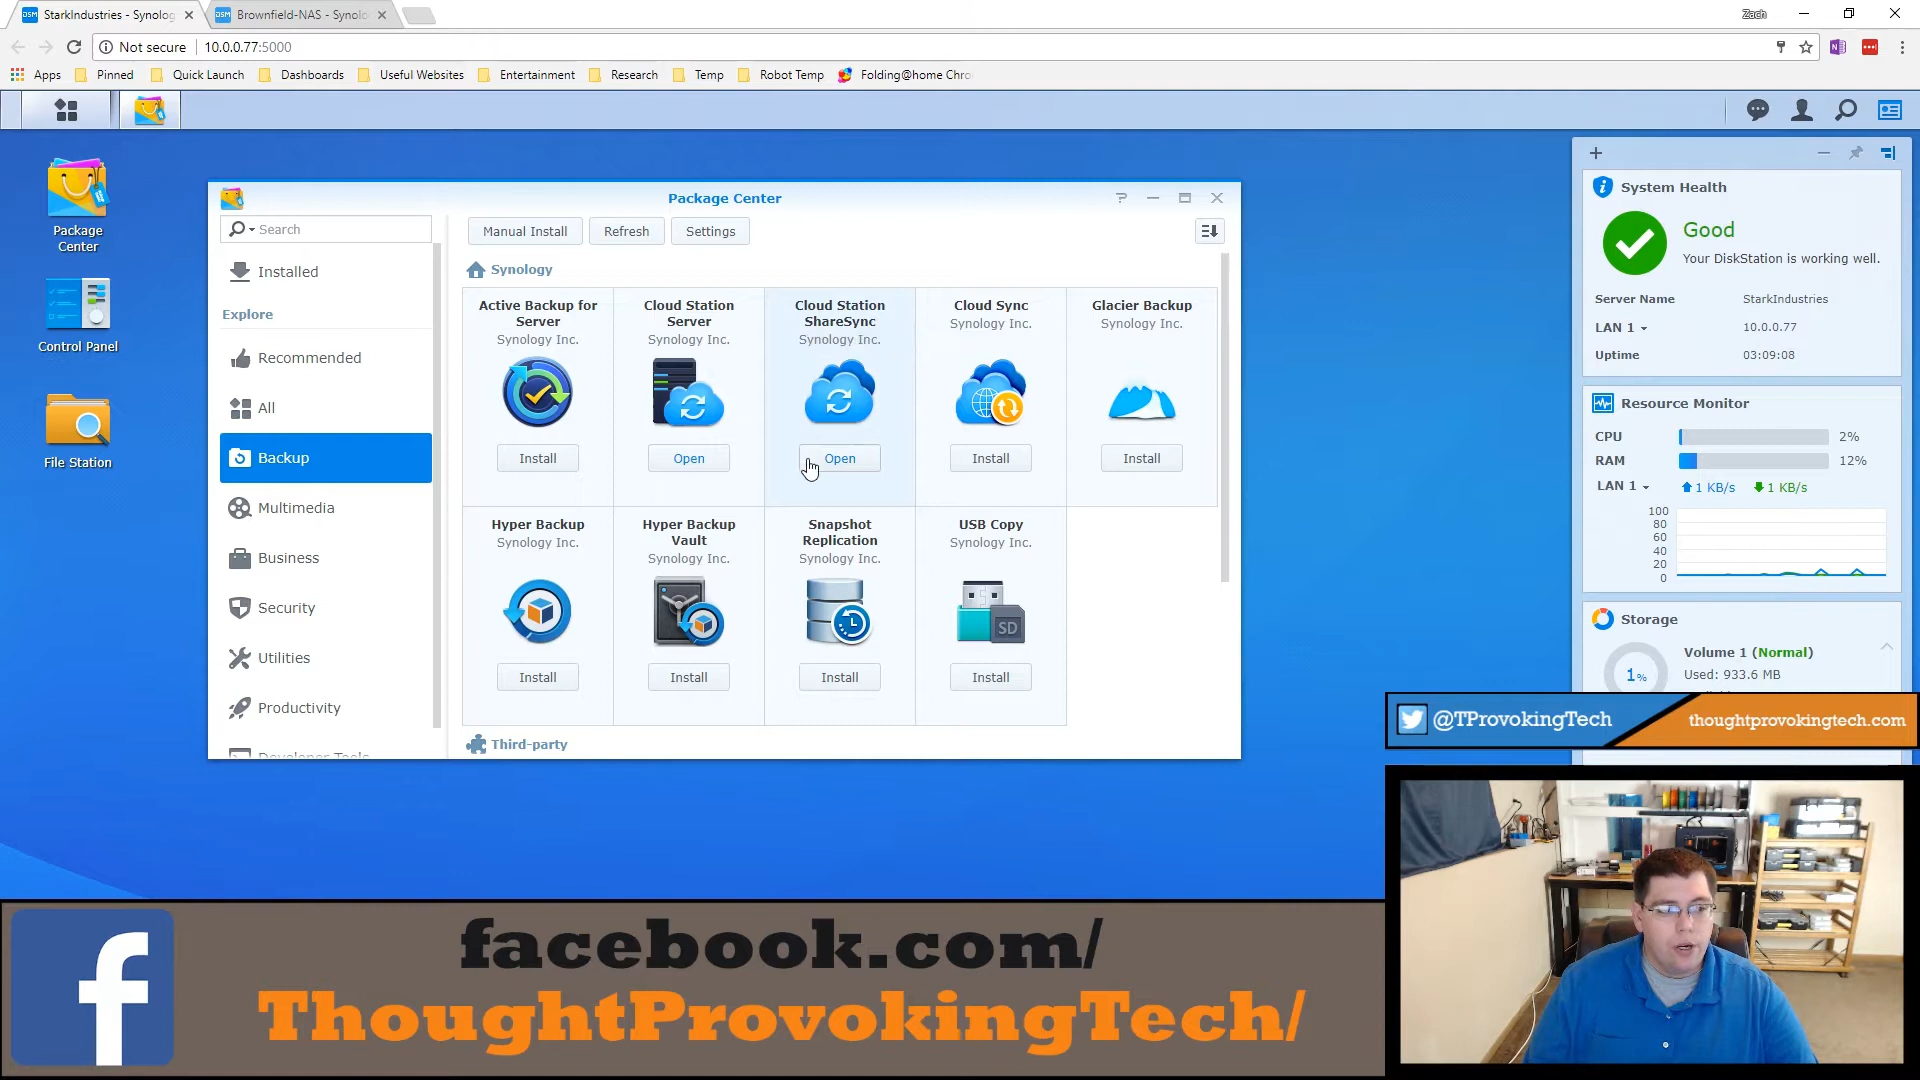 StarkIndustries - Synolog
Brownfield-NAS - Synolo
Zach
Not secure
10.0.0.77:5000
Apps
Pinned
Quick Launch
Dashboards
Useful Websites
Entertainment
Research
Temp
Robot Temp
Folding@home Chro
Package Center
Control Panel
File Station
Package Center
Search
Manual Install
Refresh
Settings
Installed
Explore
Recommended
All
Backup
Multimedia
Business
Security
Utilities
Productivity
Developer Tools
Synology
Active Backup for Server
Synology Inc.
Install
Cloud Station Server
Synology Inc.
Open
Cloud Station ShareSync
Synology Inc.
Open
Cloud Sync
Synology Inc.
Install
Glacier Backup
Synology Inc.
Install
Hyper Backup
Synology Inc.
Install
Hyper Backup Vault
Synology Inc.
Install
Snapshot Replication
Synology Inc.
Install
USB Copy
Synology Inc.
SD
Install
Third-party
System Health
Good
Your DiskStation is working well.
Server Name StarkIndustries
LAN 1 10.0.0.77
Uptime 03:09:08
Resource Monitor
CPU 2%
RAM 12%
LAN 1 1 KB/s 1 KB/s
100
80
60
40
20
0
Storage
Volume 1 (Normal)
1%
Used: 933.6 MB
@TProvokingTech
thoughtprovokingtech.com
facebook.com/
ThoughtProvokingTech/